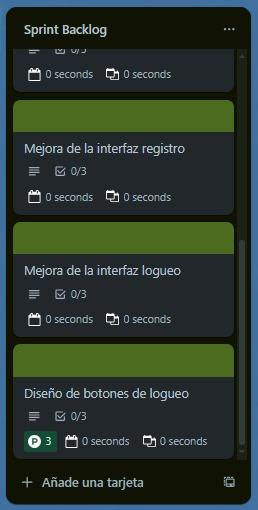 Sprint Backlog
0/3
0 seconds 0 seconds
Mejora de la interfaz registro
0/3
0 seconds 0 seconds
Mejora de la interfaz logueo
0/3
0 seconds 0 seconds
Diseño de botones de logueo
0/3
P 3 0 seconds 0 seconds
+ Añade una tarjeta